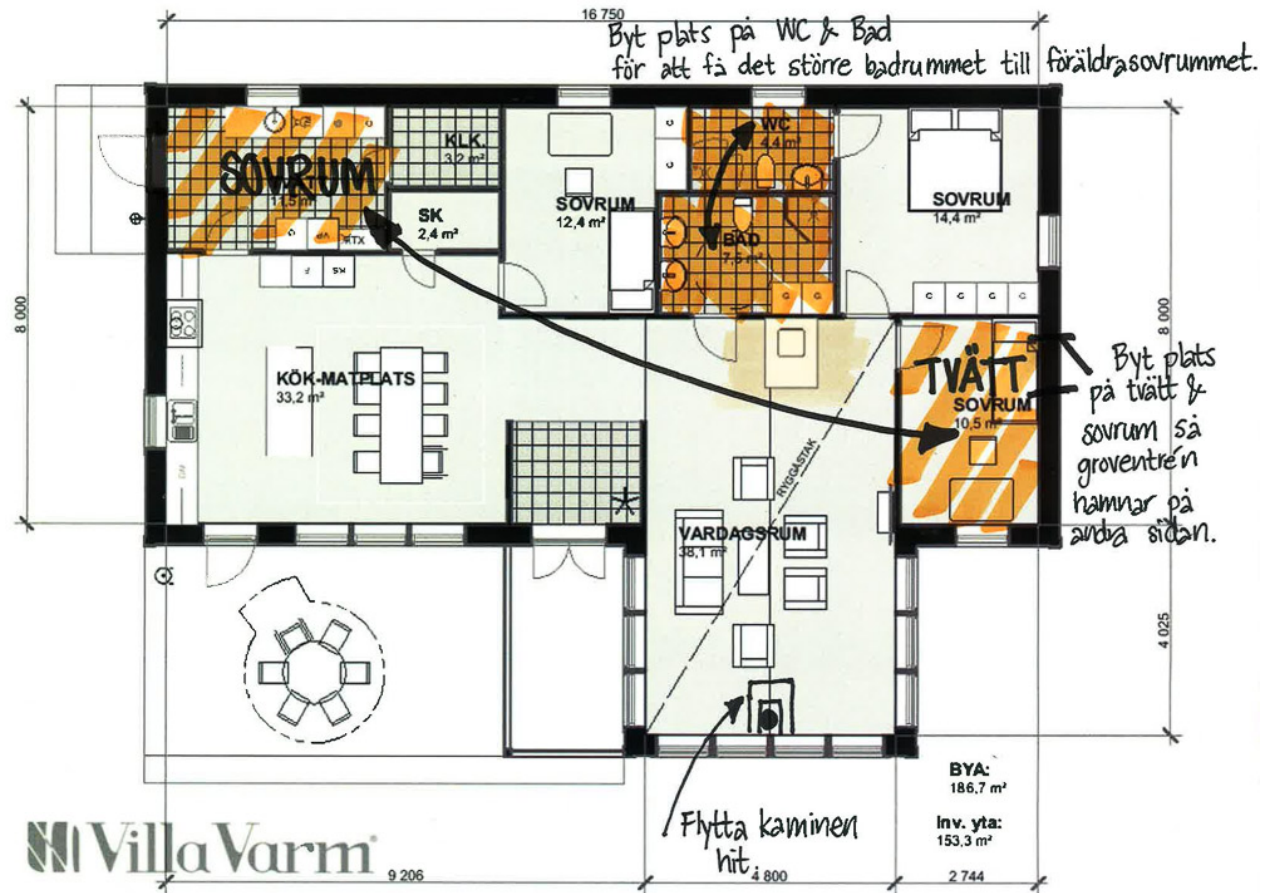 16 750
Byt plats på WC & Bad
för att få det större badrummet till föräldrasovrummet.
SOVRUM
11,5 m²
KLK.
3,2 m²
SK
2,4 m²
SOVRUM
12,4 m²
WC
4,4 m²
BAD
7,5 m²
SOVRUM
14,4 m²
G
G
G
G
G
G
VP
F
KS
8 000
8 000
KÖK-MATPLATS
33,2 m²
DM
TVÄTT
SOVRUM
10,5 m²
Byt plats
på tvätt &
sovrum så
groventrén
hamnar på
andra sidan.
RYGGÅSTAK
VARDAGSRUM
38,1 m²
4 025
BYA:
186,7 m²
Inv. yta:
153,3 m²
Flytta kaminen
hit.
Villa Varm
9 206
4 800
2 744